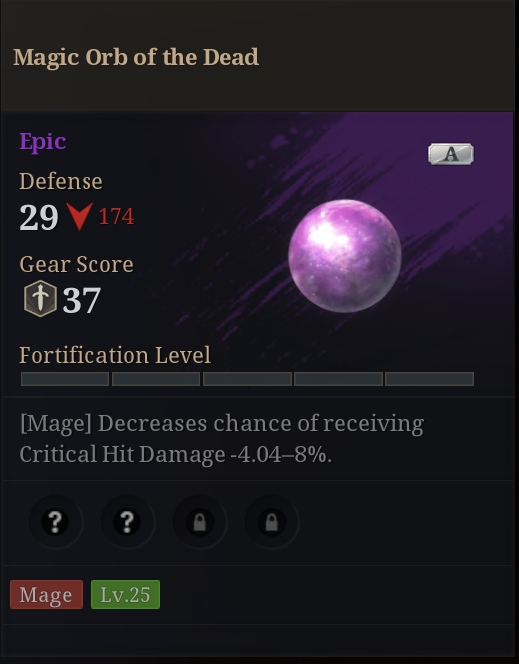 Magic Orb of the Dead
Epic
A
Defense
29 174
Gear Score
37
Fortification Level
[Mage] Decreases chance of receiving
Critical Hit Damage -4.04–8%.
? ?
Mage Lv.25